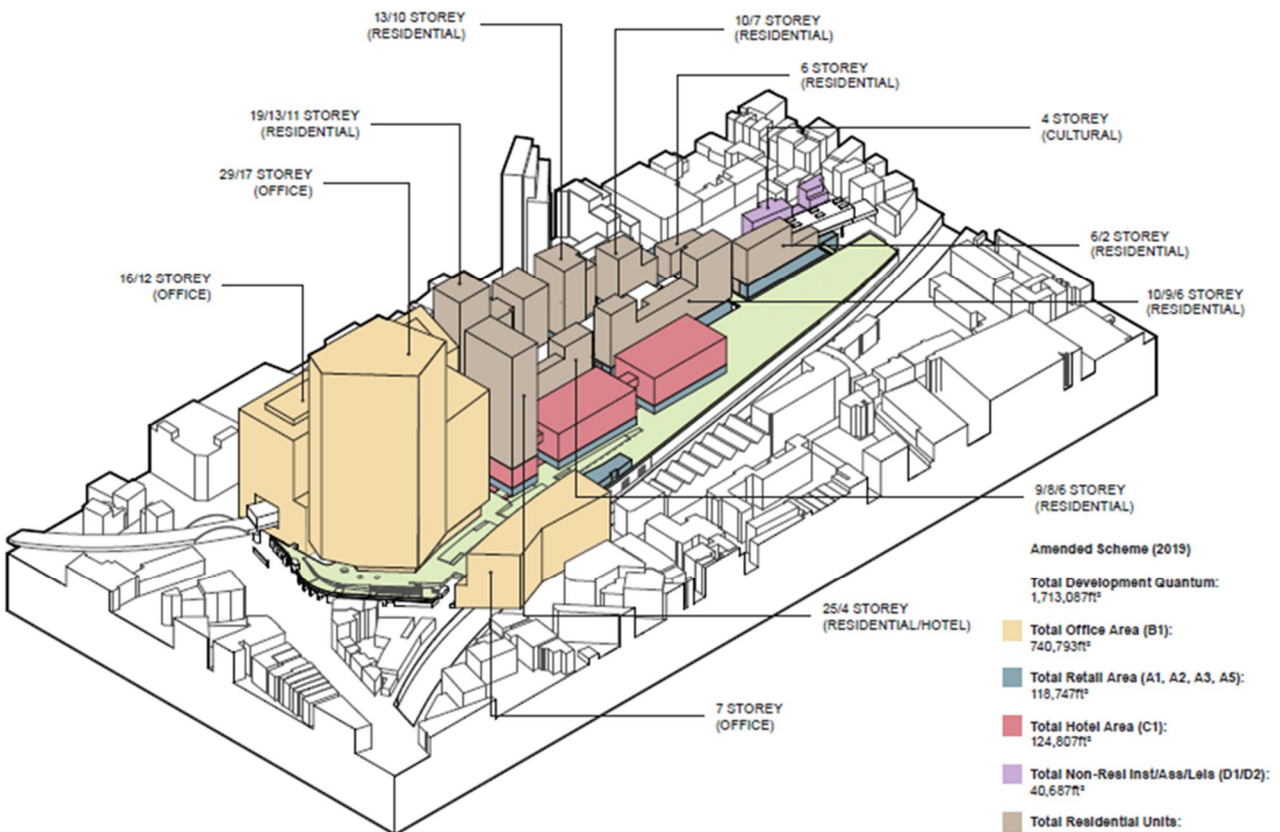 13/10 STOREY
(RESIDENTIAL)
10/7 STOREY
(RESIDENTIAL)
6 STOREY
(RESIDENTIAL)
19/13/11 STOREY
(RESIDENTIAL)
4 STOREY
(CULTURAL)
29/17 STOREY
(OFFICE)
6/2 STOREY
(RESIDENTIAL)
16/12 STOREY
(OFFICE)
10/9/6 STOREY
(RESIDENTIAL)
9/8/6 STOREY
(RESIDENTIAL)
25/4 STOREY
(RESIDENTIAL/HOTEL)
7 STOREY
(OFFICE)
Amended Scheme (2019)
Total Development Quantum:
1,713,087ft²
Total Office Area (B1):
740,793ft²
Total Retail Area (A1, A2, A3, A5):
118,747ft²
Total Hotel Area (C1):
124,807ft²
Total Non-Resi Inst/Ass/Leis (D1/D2):
40,687ft²
Total Residential Units: